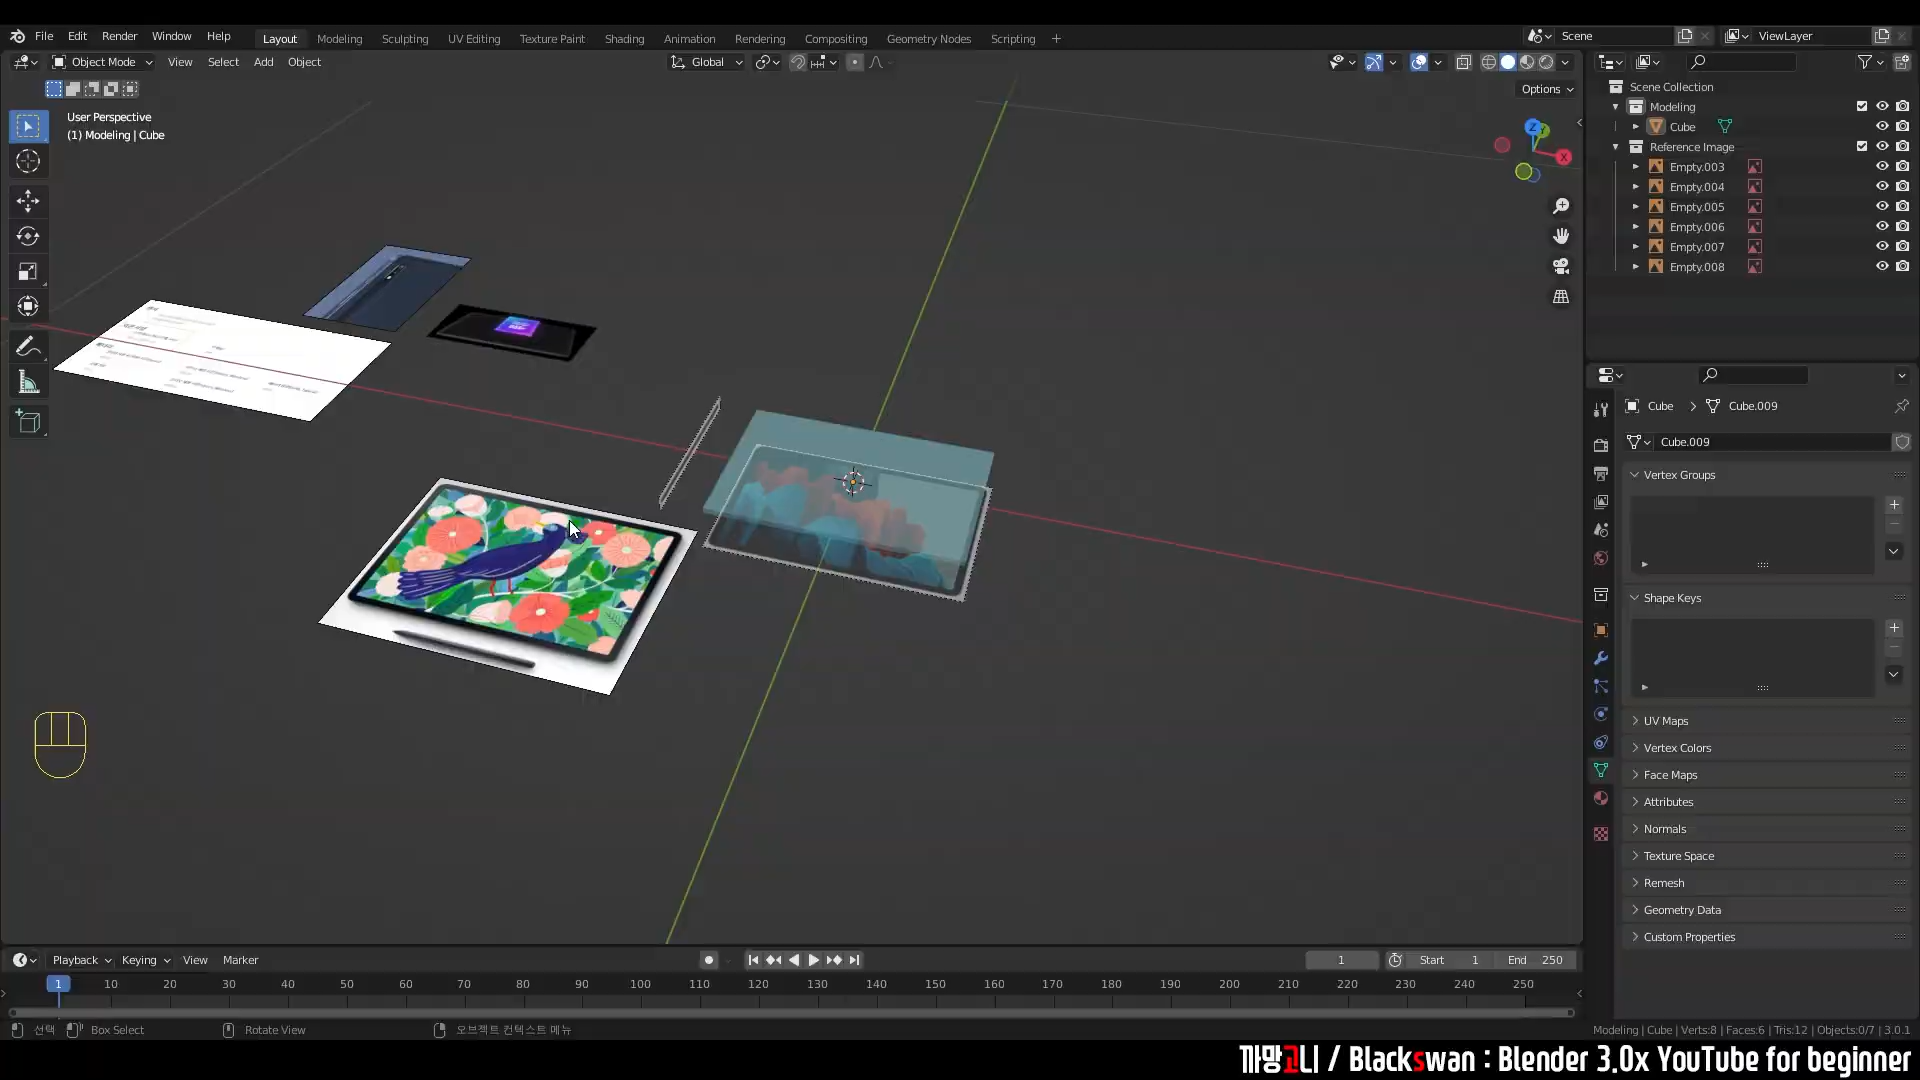 File Edit Render Window Help
Layout Modeling Sculpting UV Editing Texture Paint Shading Animation Rendering Compositing Geometry Nodes Scripting +
Scene
ViewLayer
Object Mode View Select Add Object
Global
Options
User Perspective
(1) Modeling | Cube
Z
X
Scene Collection
Modeling
Cube
Reference Image
Empty.003
Empty.004
Empty.005
Empty.006
Empty.007
Empty.008
Cube > Cube.009
Cube.009
Vertex Groups
Shape Keys
UV Maps
Vertex Colors
Face Maps
Attributes
Normals
Texture Space
Remesh
Geometry Data
Custom Properties
Playback Keying View Marker
1
Start 1 End 250
1 10 20 30 40 50 60 70 80 90 100 110 120 130 140 150 160 170 180 190 200 210 220 230 240 250
선택 Box Select Rotate View 오브젝트 컨텍스트 메뉴
Modeling | Cube | Verts:8 | Faces:6 | Tris:12 | Objects:0/7 | 3.0.1
까망고니 / Blackswan : Blender 3.0x YouTube for beginner